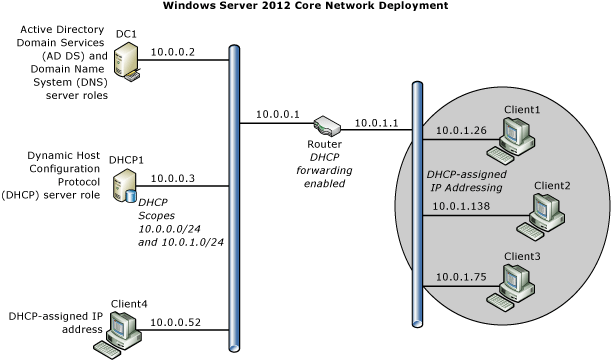 Windows Server 2012 Core Network Deployment
Active Directory
Domain Services
(AD DS) and
Domain Name
System (DNS)
server roles
DC1
10.0.0.2
Dynamic Host
Configuration
Protocol
(DHCP) server role
DHCP1
10.0.0.3
DHCP
Scopes
10.0.0.0/24
and 10.0.1.0/24
DHCP-assigned IP
address
Client4
10.0.0.52
10.0.0.1
Router
DHCP
forwarding
enabled
10.0.1.1
Client1
10.0.1.26
DHCP-assigned
IP Addressing
Client2
10.0.1.138
Client3
10.0.1.75